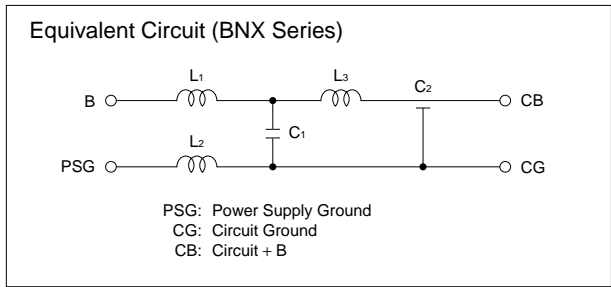 Equivalent Circuit (BNX Series)
L1 L3 C2
B CB
C1
L2
PSG CG
PSG: Power Supply Ground
CG: Circuit Ground
CB: Circuit + B